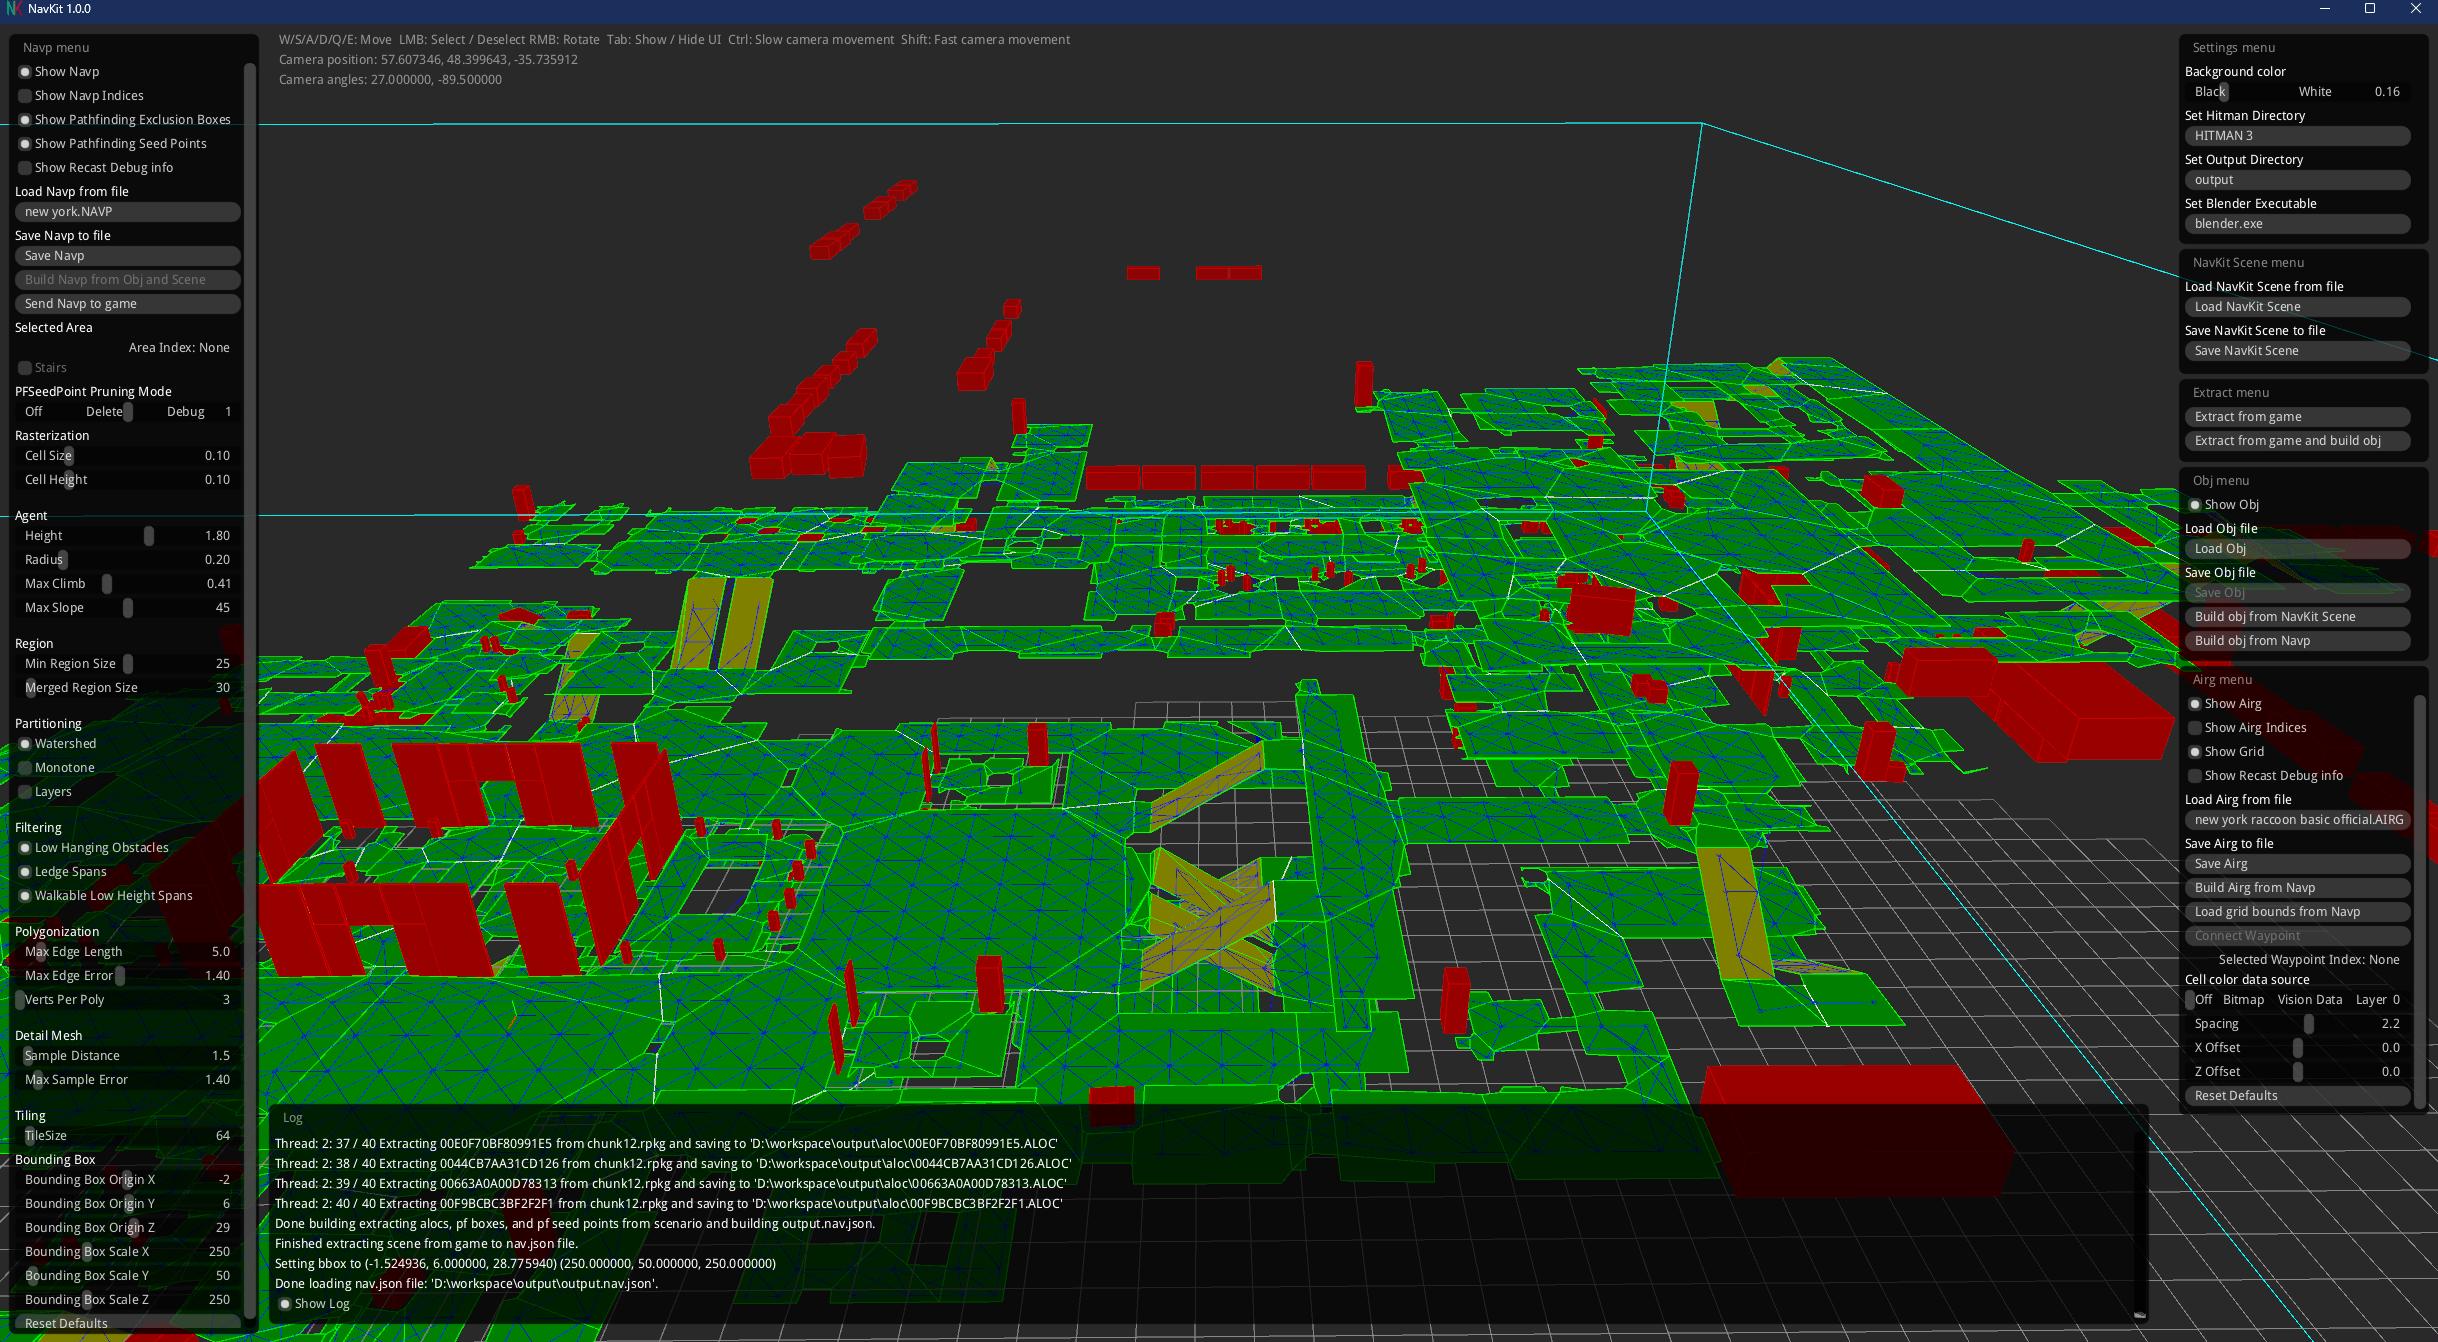 NavKit 1.0.0
Navp menu
Show Navp
Show Navp Indices
Show Pathfinding Exclusion Boxes
Show Pathfinding Seed Points
Show Recast Debug info
Load Navp from file
new york.NAVP
Save Navp to file
Save Navp
Build Navp from Obj and Scene
Send Navp to game
Selected Area
Area Index: None
Stairs
PFSeedPoint Pruning Mode
Off Delete Debug 1
Rasterization
Cell Size 0.10
Cell Height 0.10
Agent
Height 1.80
Radius 0.20
Max Climb 0.41
Max Slope 45
Region
Min Region Size 25
Merged Region Size 30
Partitioning
Watershed
Monotone
Layers
Filtering
Low Hanging Obstacles
Ledge Spans
Walkable Low Height Spans
Polygonization
Max Edge Length 5.0
Max Edge Error 1.40
Verts Per Poly 3
Detail Mesh
Sample Distance 1.5
Max Sample Error 1.40
Tiling
TileSize 64
Bounding Box
Bounding Box Origin X -2
Bounding Box Origin Y 6
Bounding Box Origin Z 29
Bounding Box Scale X 250
Bounding Box Scale Y 50
Bounding Box Scale Z 250
Reset Defaults
W/S/A/D/Q/E: Move LMB: Select / Deselect RMB: Rotate Tab: Show / Hide UI Ctrl: Slow camera movement Shift: Fast camera movement
Camera position: 57.607346, 48.399643, -35.735912
Camera angles: 27.000000, -89.500000
Log
Thread: 2: 37 / 40 Extracting 00E0F70BF80991E5 from chunk12.rpkg and saving to 'D:\workspace\output\aloc\00E0F70BF80991E5.ALOC'
Thread: 2: 38 / 40 Extracting 0044CB7AA31CD126 from chunk12.rpkg and saving to 'D:\workspace\output\aloc\0044CB7AA31CD126.ALOC'
Thread: 2: 39 / 40 Extracting 00663A0A00D78313 from chunk12.rpkg and saving to 'D:\workspace\output\aloc\00663A0A00D78313.ALOC'
Thread: 2: 40 / 40 Extracting 00F9BCBC3BF2F2F1 from chunk12.rpkg and saving to 'D:\workspace\output\aloc\00F9BCBC3BF2F2F1.ALOC'
Done building extracting alocs, pf boxes, and pf seed points from scenario and building output.nav.json.
Finished extracting scene from game to nav.json file.
Setting bbox to (-1.524936, 6.000000, 28.775940) (250.000000, 50.000000, 250.000000)
Done loading nav.json file: 'D:\workspace\output\output.nav.json'.
Show Log
Settings menu
Background color
Black White 0.16
Set Hitman Directory
HITMAN 3
Set Output Directory
output
Set Blender Executable
blender.exe
NavKit Scene menu
Load NavKit Scene from file
Load NavKit Scene
Save NavKit Scene to file
Save NavKit Scene
Extract menu
Extract from game
Extract from game and build obj
Obj menu
Show Obj
Load Obj file
Load Obj
Save Obj file
Save Obj
Build obj from NavKit Scene
Build obj from Navp
Airg menu
Show Airg
Show Airg Indices
Show Grid
Show Recast Debug info
Load Airg from file
new york raccoon basic official.AIRG
Save Airg to file
Save Airg
Build Airg from Navp
Load grid bounds from Navp
Connect Waypoint
Selected Waypoint Index: None
Cell color data source
Off Bitmap Vision Data Layer 0
Spacing 2.2
X Offset 0.0
Z Offset 0.0
Reset Defaults